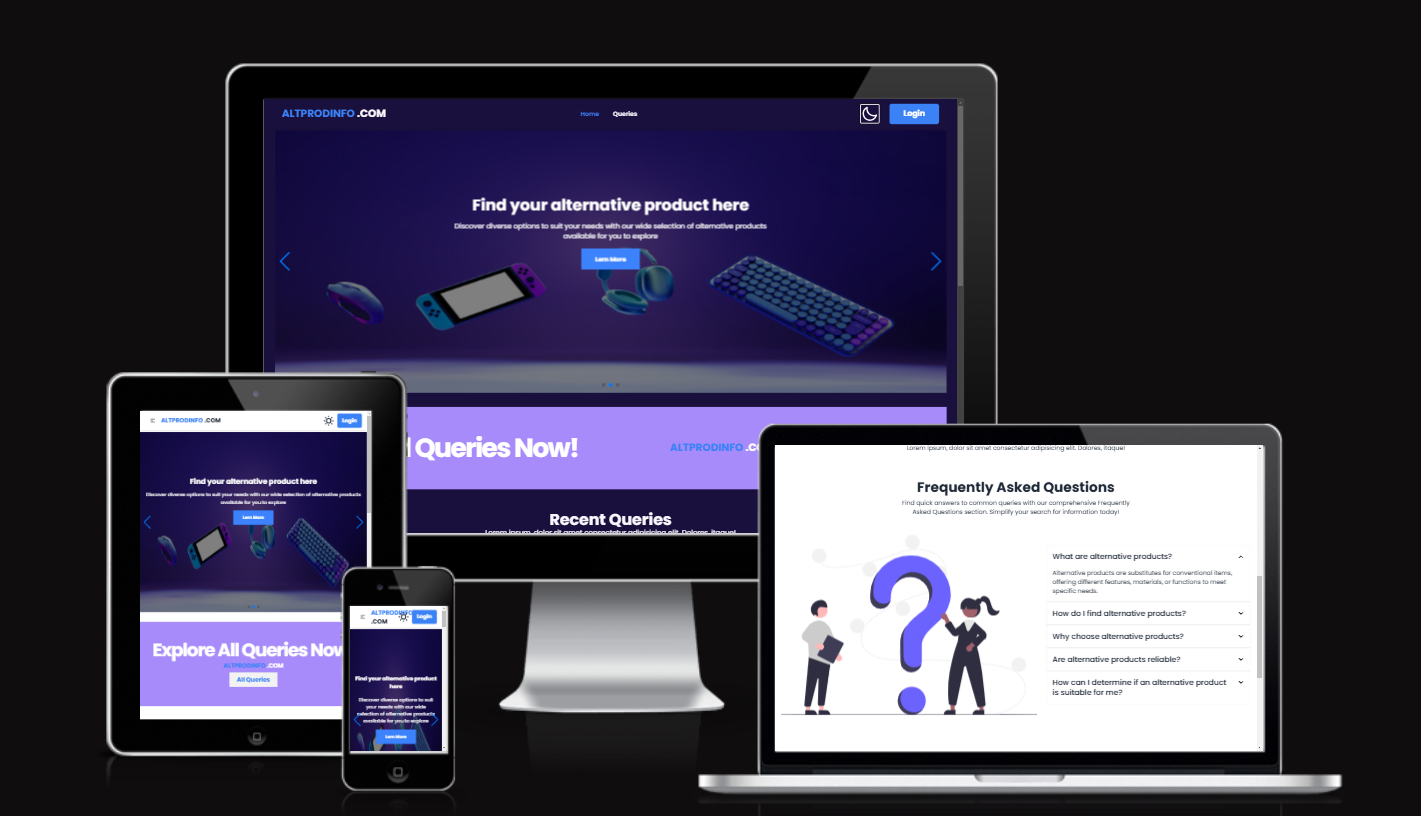 ALTPRODINFO .COM
Home Queries
Login
Find your alternative product here
Discover diverse options to suit your needs with our wide selection of alternative products
available for you to explore
Lern More
Queries Now!
ALTPRODINFO .CO
Recent Queries
Lorem ipsum, dolor sit amet consectetur adipisicing elit. Dolores, itaque!
ALTPRODINFO .COM
Login
Find your alternative product here
Discover diverse options to suit your needs with our wide selection of alternative products
available for you to explore
Lern More
Explore All Queries Now
ALTPRODINFO .COM
All Queries
ALTPRODINFO
.COM
Login
Find your alternative product
here
Discover diverse options to suit
your needs with our wide
selection of alternative products
available for you to explore
Lern More
Lorem ipsum, dolor sit amet consectetur adipisicing elit. Dolores, itaque!
Frequently Asked Questions
Find quick answers to common queries with our comprehensive Frequently
Asked Questions section. Simplify your search for information today!
What are alternative products?
Alternative products are substitutes for conventional items,
offering different features, materials, or functions to meet
specific needs.
How do I find alternative products?
Why choose alternative products?
Are alternative products reliable?
How can I determine if an alternative product
is suitable for me?